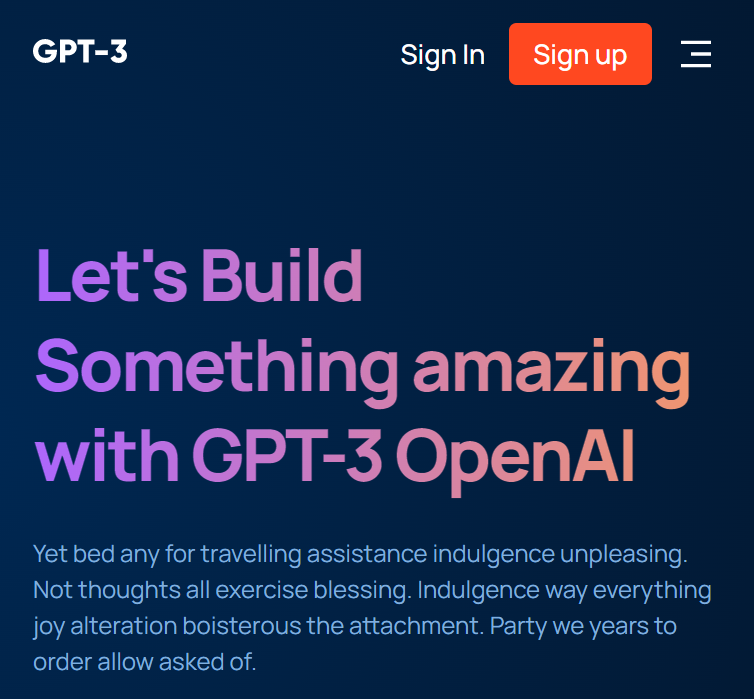 GPT-3
Sign In
Sign up
Let's Build
Something amazing
with GPT-3 OpenAI
Yet bed any for travelling assistance indulgence unpleasing.
Not thoughts all exercise blessing. Indulgence way everything
joy alteration boisterous the attachment. Party we years to
order allow asked of.